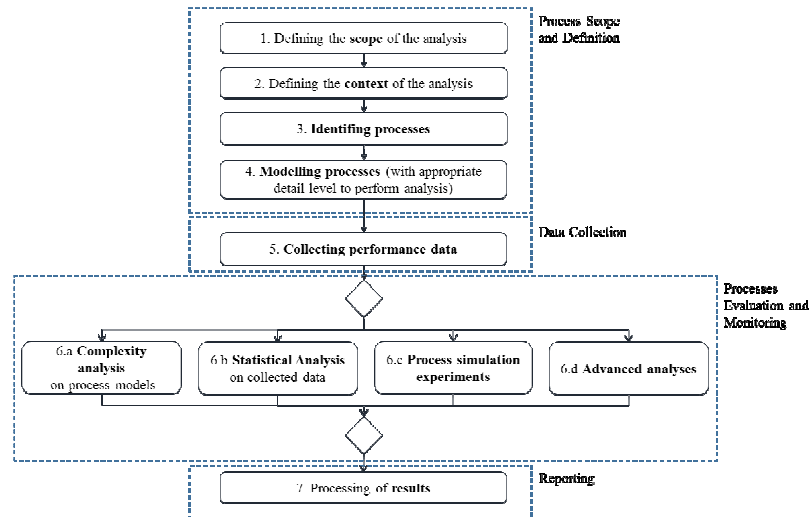 Process Scope
and Definition
1. Defining the scope of the analysis
2. Defining the context of the analysis
3. Identifing processes
4. Modelling processes (with appropriate
detail level to perform analysis)
Data Collection
5. Collecting performance data
Processes
Evaluation and
Monitoring
6.a Complexity
analysis
on process models
6.b Statistical Analysis
on collected data
6.c Process simulation
experiments
6.d Advanced analyses
Reporting
7. Processing of results